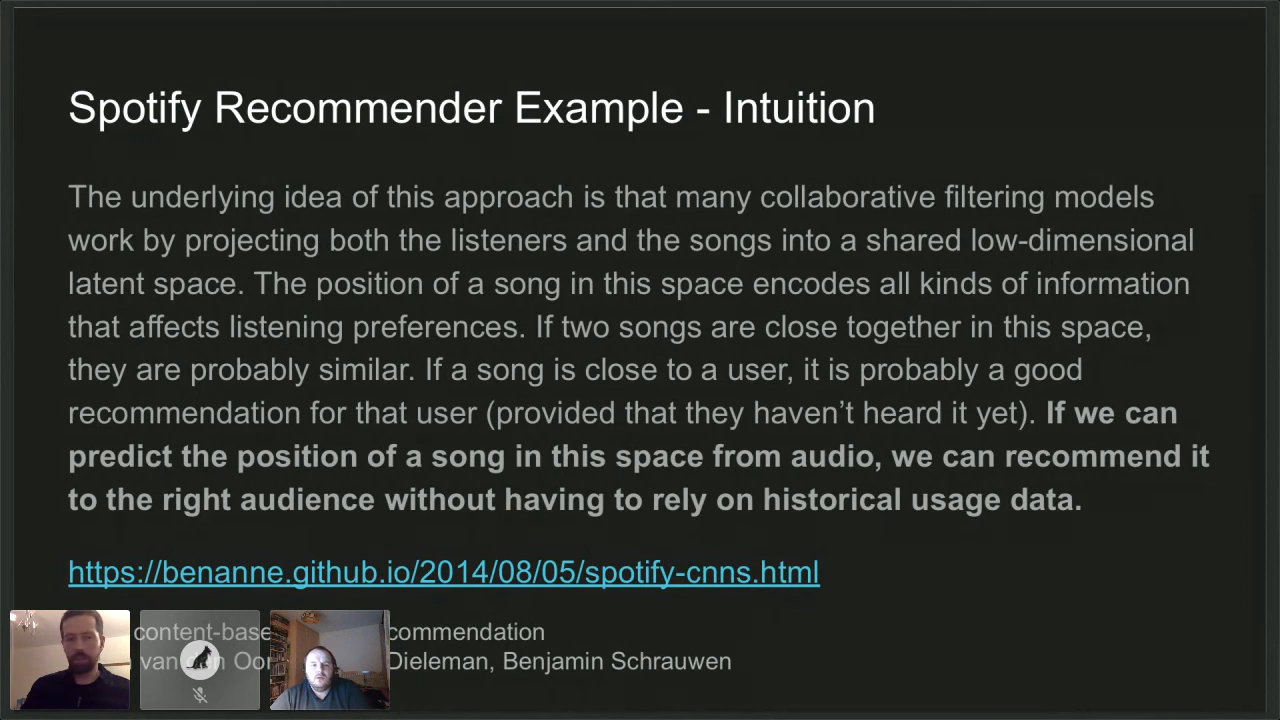 Spotify Recommender Example - Intuition
The underlying idea of this approach is that many collaborative filtering models
work by projecting both the listeners and the songs into a shared low-dimensional
latent space. The position of a song in this space encodes all kinds of information
that affects listening preferences. If two songs are close together in this space,
they are probably similar. If a song is close to a user, it is probably a good
recommendation for that user (provided that they haven’t heard it yet). If we can
predict the position of a song in this space from audio, we can recommend it
to the right audience without having to rely on historical usage data.
https://benanne.github.io/2014/08/05/spotify-cnns.html
content-base commendation
van den Oor Dieleman, Benjamin Schrauwen